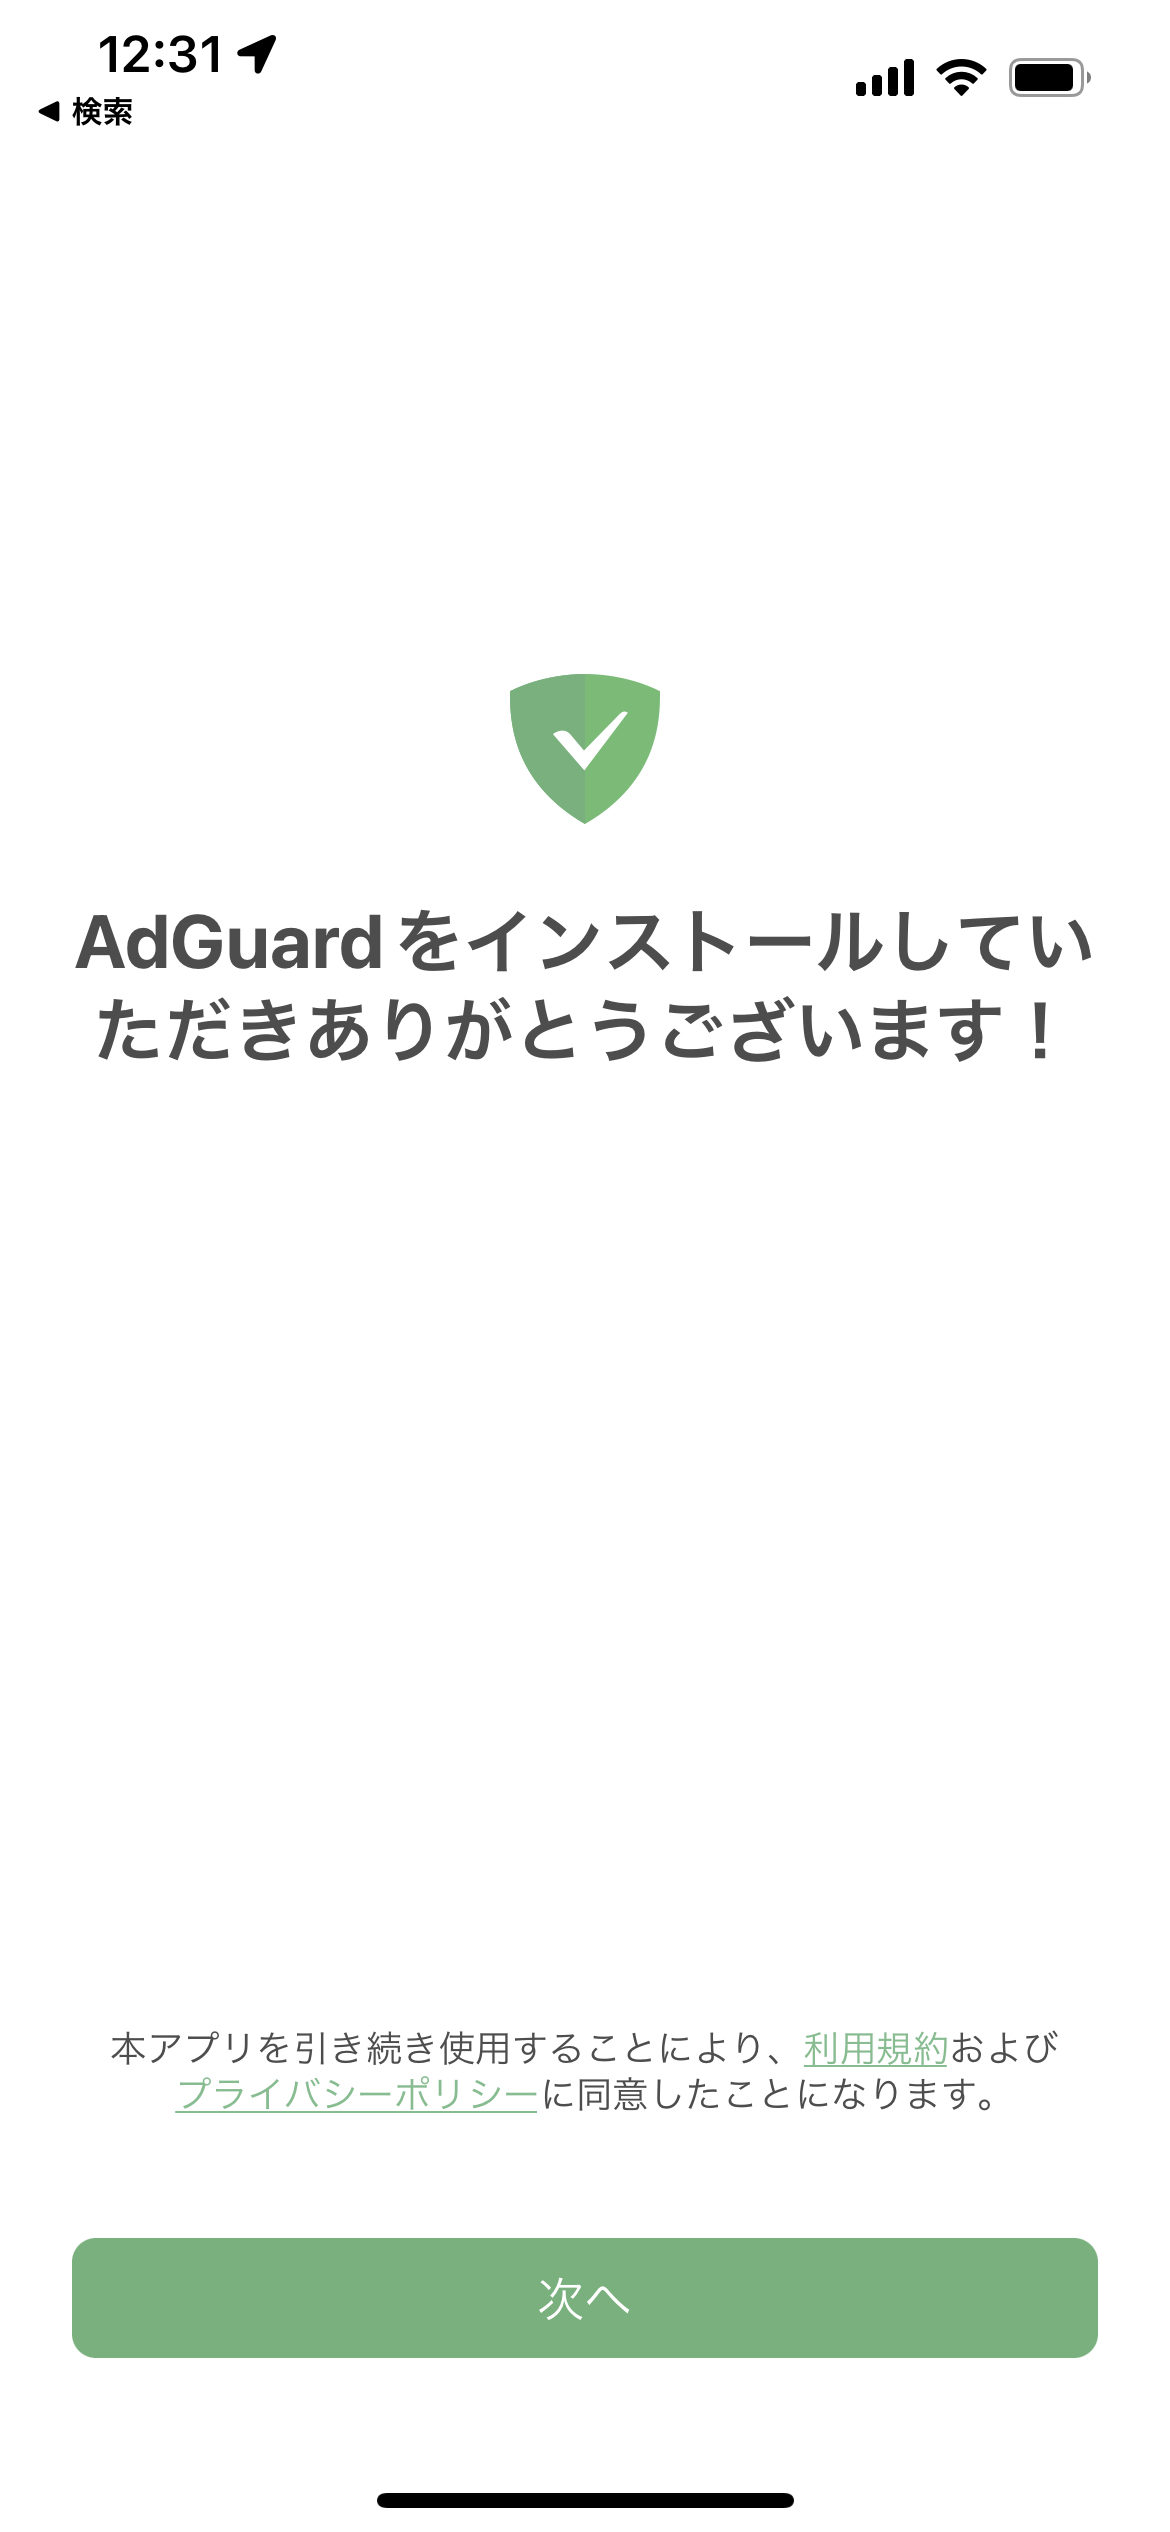 12:31
◀ 検索
AdGuardをインストールしてい
ただきありがとうございます！
本アプリを引き続き使用することにより、利用規約および
プライバシーポリシーに同意したことになります。
次へ